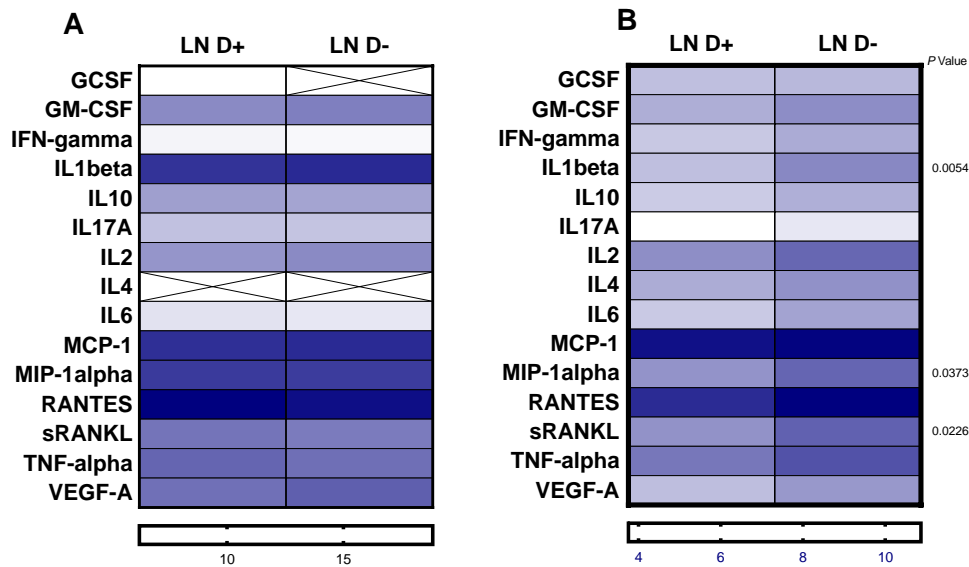 A
LN D+ LN D-
GCSF
GM-CSF
IFN-gamma
IL1beta
IL10
IL17A
IL2
IL4
IL6
MCP-1
MIP-1alpha
RANTES
sRANKL
TNF-alpha
VEGF-A
10 15
B
LN D+ LN D-
P Value
GCSF
GM-CSF
IFN-gamma
IL1beta 0.0054
IL10
IL17A
IL2
IL4
IL6
MCP-1
MIP-1alpha 0.0373
RANTES
sRANKL 0.0226
TNF-alpha
VEGF-A
4 6 8 10